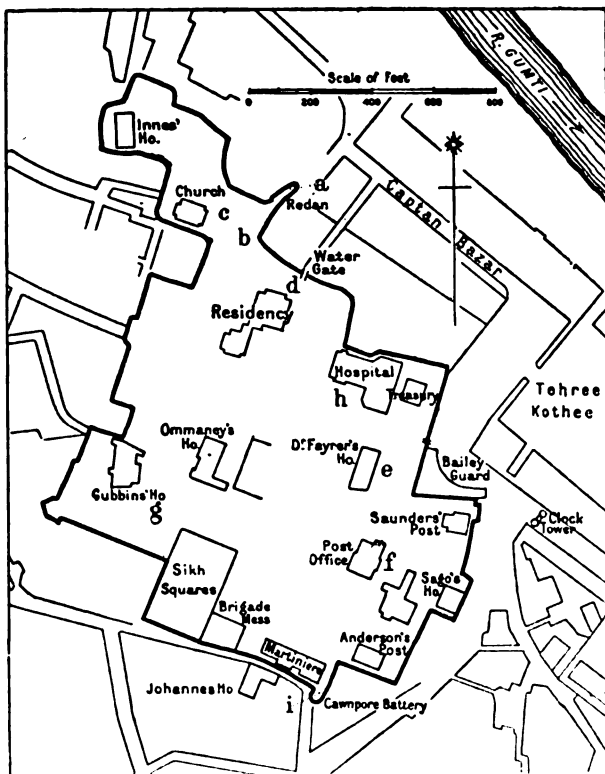 R. GUMTI
Scale of Feet
0 200 400 600 800
Innes'
Ho.
a
Redan
Church
c
b
i
Captan Bazar
Water
Gate
d
Residency
Hospital
Treasury
h
Tehree
Kothee
Ommaney's
Ho.
Dr. Fayrer's
Ho.
e
Bailey
Guard
Gubbins' Ho
g
Saunders'
Post
Clock
Tower
Post
Office
f
Sikh
Squares
Sago's
Ho.
Brigade
Mess
Anderson's
Post
Martiniere
Johannes Ho
i
Cawnpore Battery